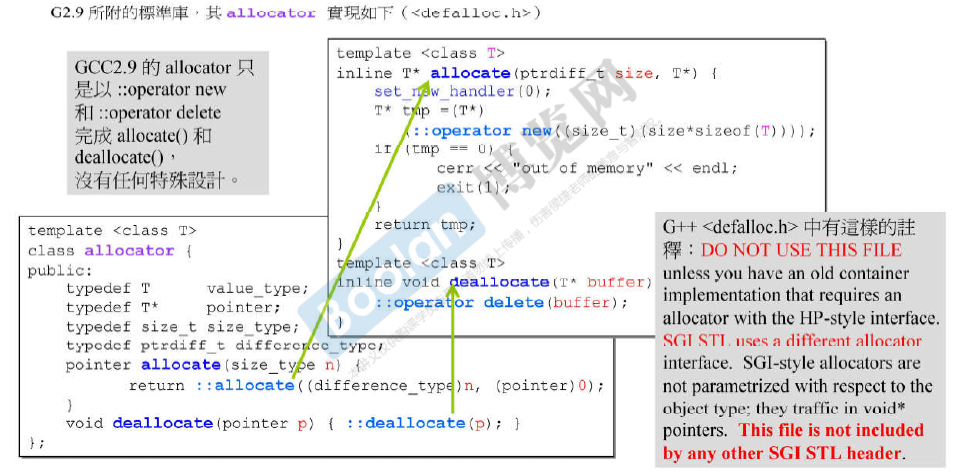 G2.9 所附的標準庫，其 allocator 實現如下（<defalloc.h>）
GCC2.9 的 allocator 只
是以 ::operator new
和 ::operator delete
完成 allocate() 和
deallocate()，
沒有任何特殊設計。
template <class T>
inline T* allocate(ptrdiff_t size, T*) {
set_new_handler(0);
T* tmp =(T*)
(::operator new((size_t)(size*sizeof(T))));
if (tmp == 0) {
cerr << "out of memory" << endl;
exit(1);
}
return tmp;
}
template <class T>
inline void deallocate(T* buffer)
::operator delete(buffer);
}
template <class T>
class allocator {
public:
typedef T value_type;
typedef T* pointer;
typedef size_t size_type;
typedef ptrdiff_t difference_type;
pointer allocate(size_type n) {
return ::allocate((difference_type)n, (pointer)0);
}
void deallocate(pointer p) { ::deallocate(p); }
};
G++ <defalloc.h> 中有這樣的註
釋：DO NOT USE THIS FILE
unless you have an old container
implementation that requires an
allocator with the HP-style interface.
SGI STL uses a different allocator
interface. SGI-style allocators are
not parametrized with respect to the
object type; they traffic in void*
pointers. This file is not included
by any other SGI STL header.
Boolan 博览网